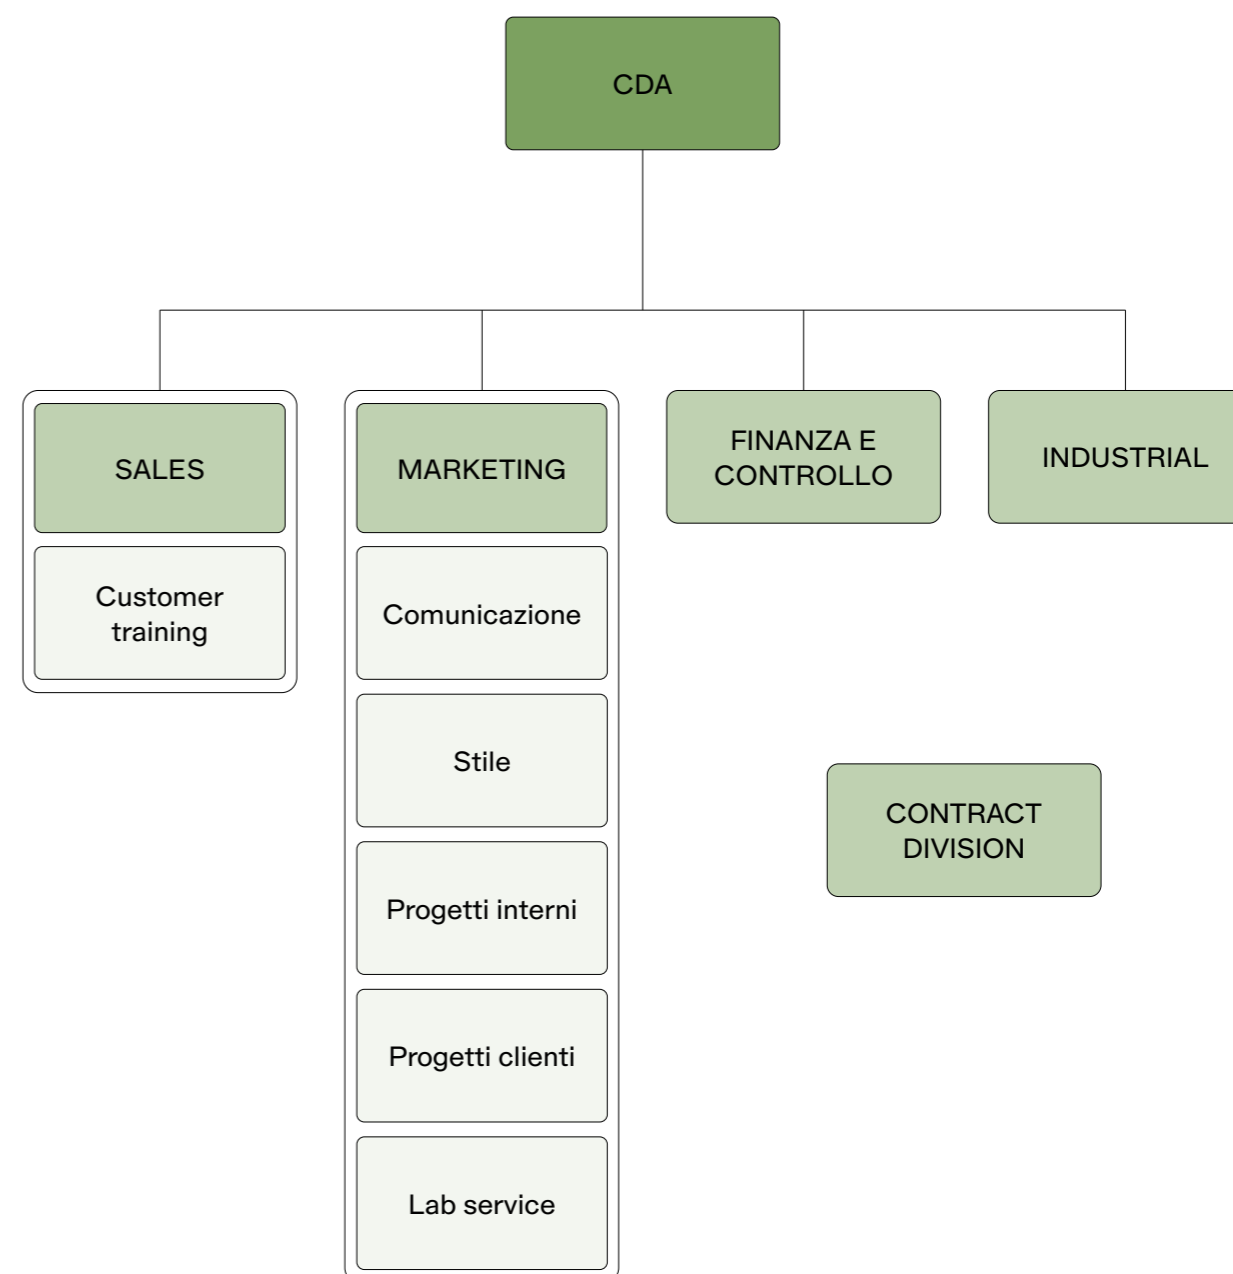 CDA
SALES
MARKETING
FINANZA E
CONTROLLO
INDUSTRIAL
Customer
training
Comunicazione
Stile
Progetti interni
Progetti clienti
Lab service
CONTRACT
DIVISION